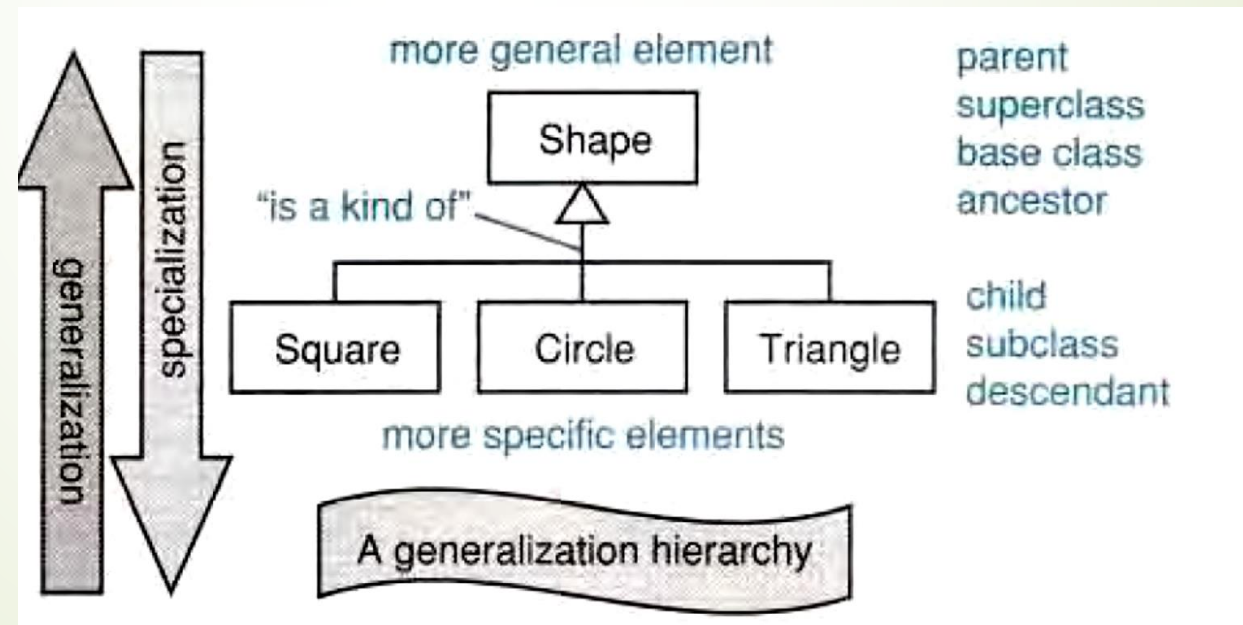 more general element
parent
superclass
base class
ancestor
Shape
"is a kind of"
generalization
specialization
Square
Circle
Triangle
child
subclass
descendant
more specific elements
A generalization hierarchy